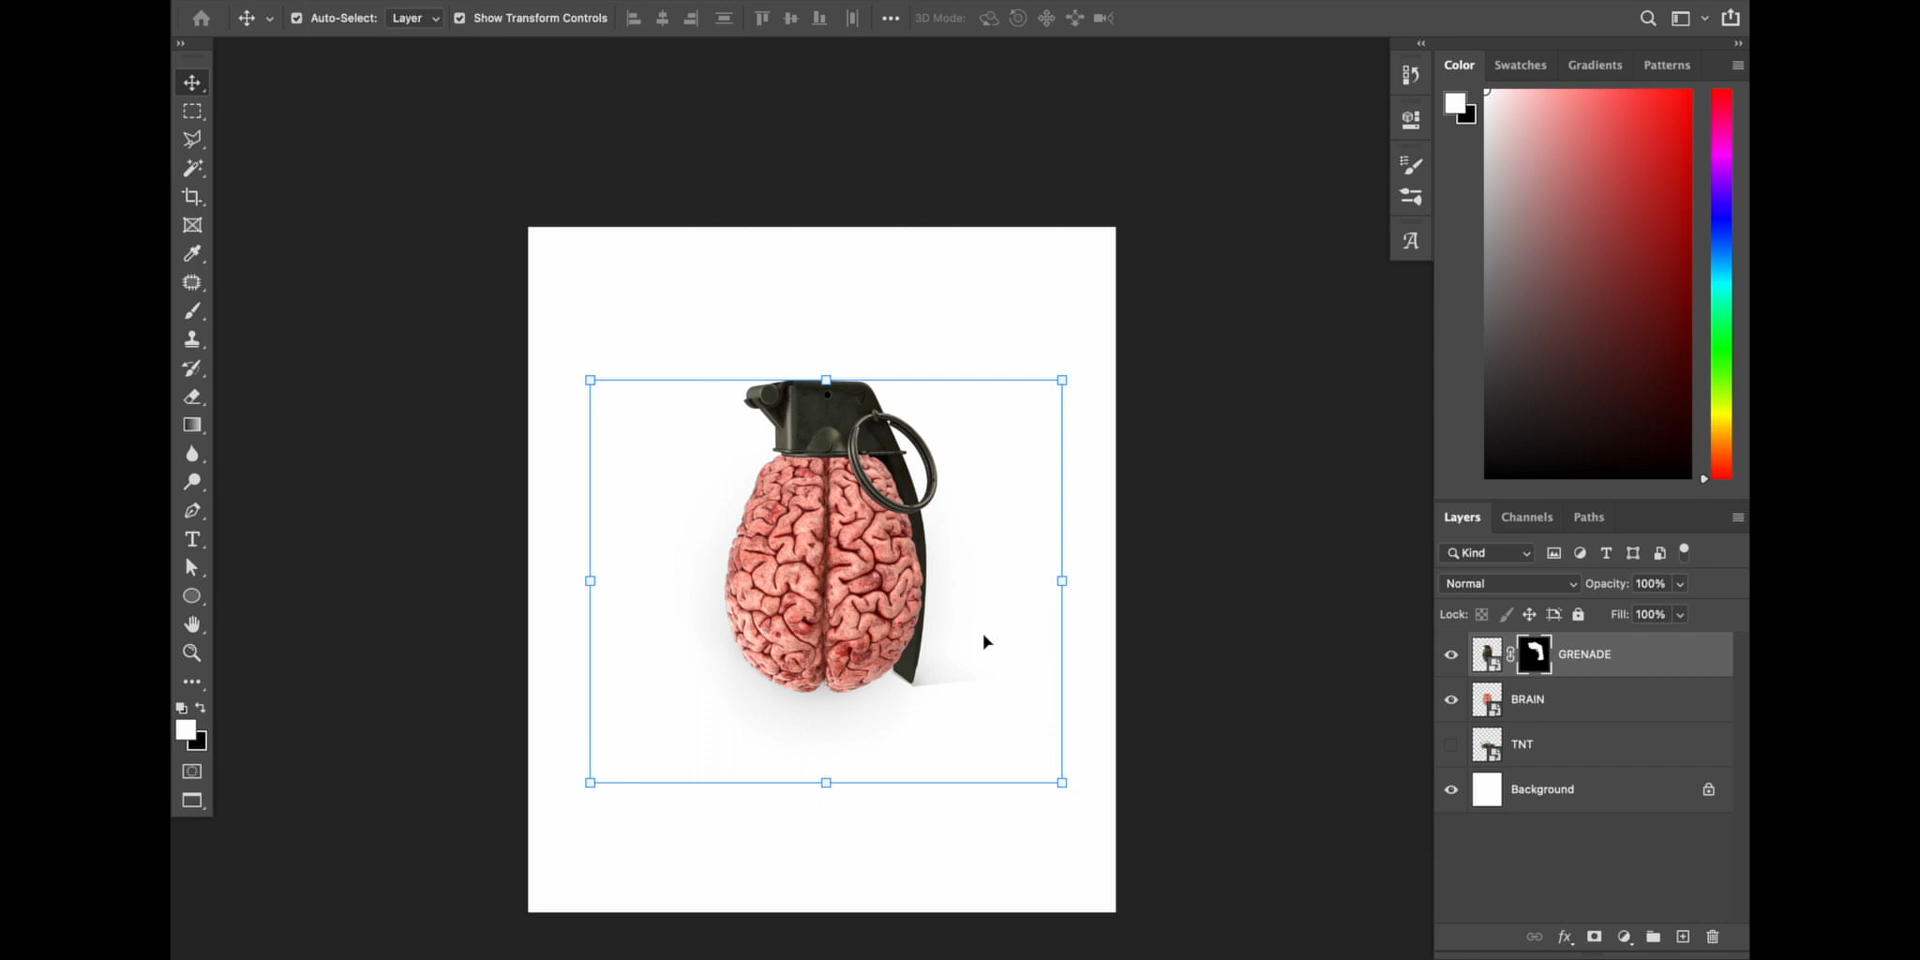 Auto-Select: Layer Show Transform Controls 3D Mode:
Color Swatches Gradients Patterns
Layers Channels Paths
Kind
Normal Opacity: 100%
Lock: Fill: 100%
GRENADE
BRAIN
TNT
Background